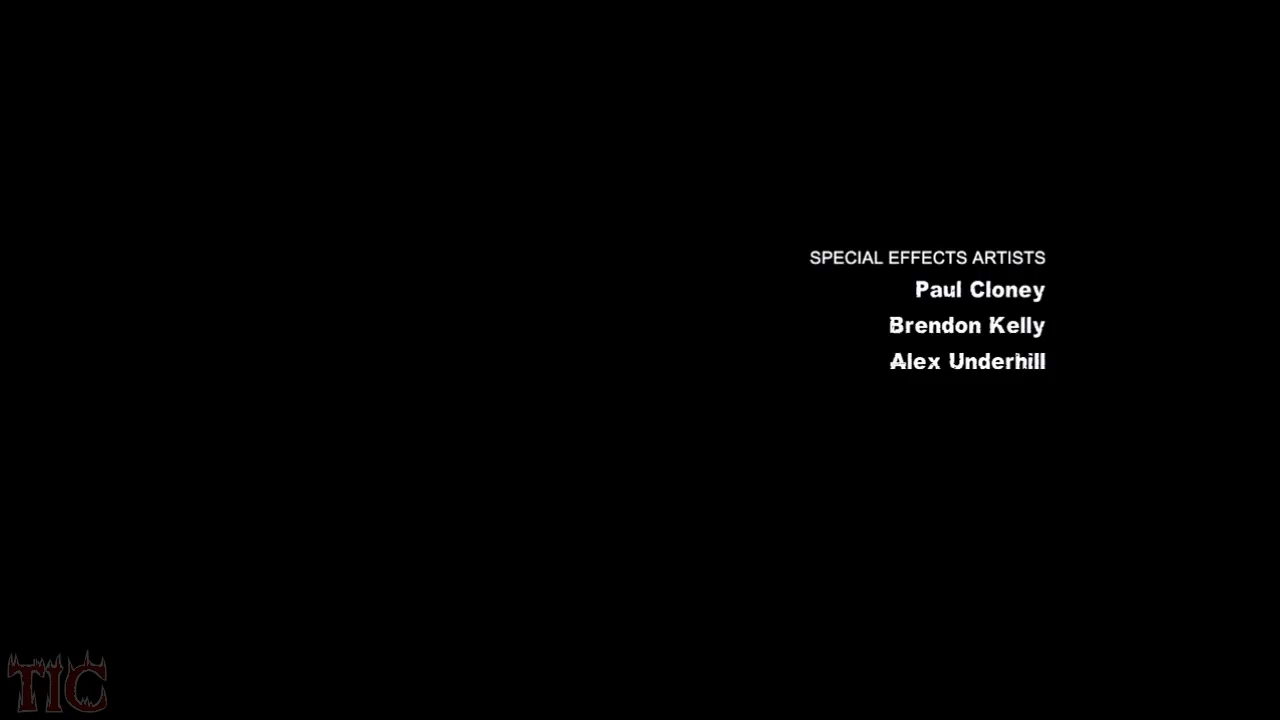 SPECIAL EFFECTS ARTISTS
Paul Cloney
Brendon Kelly
Alex Underhill
TIC